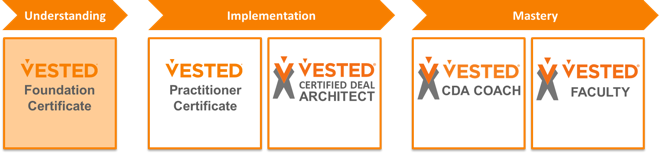 Understanding
Implementation
Mastery
VESTED
Foundation
Certificate
VESTED®
Practitioner
Certificate
VESTED®
CERTIFIED DEAL
ARCHITECT
VESTED®
CDA COACH
VESTED®
FACULTY